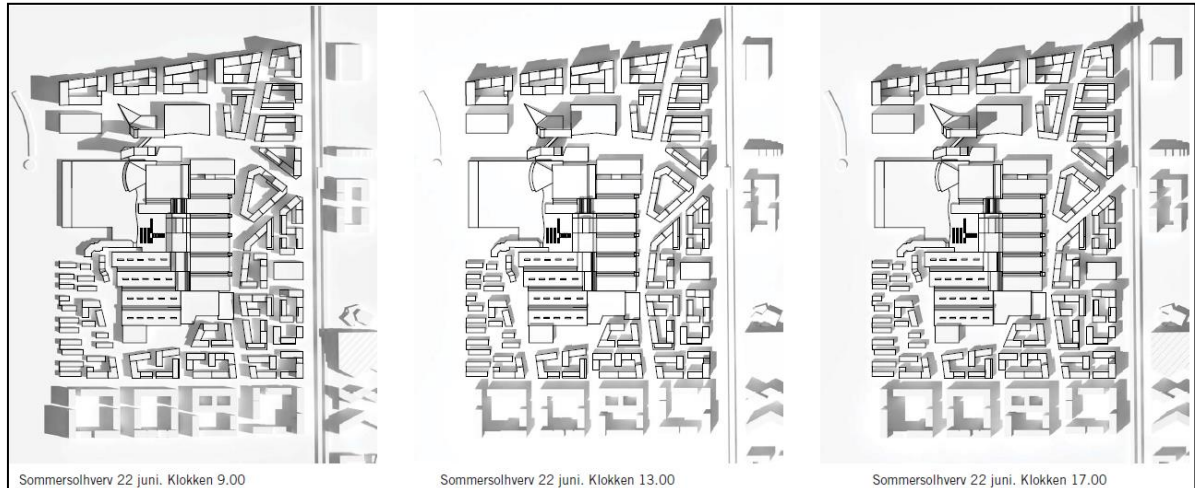 Sommersolhverv 22 juni. Klokken 9.00
Sommersolhverv 22 juni. Klokken 13.00
Sommersolhverv 22 juni. Klokken 17.00